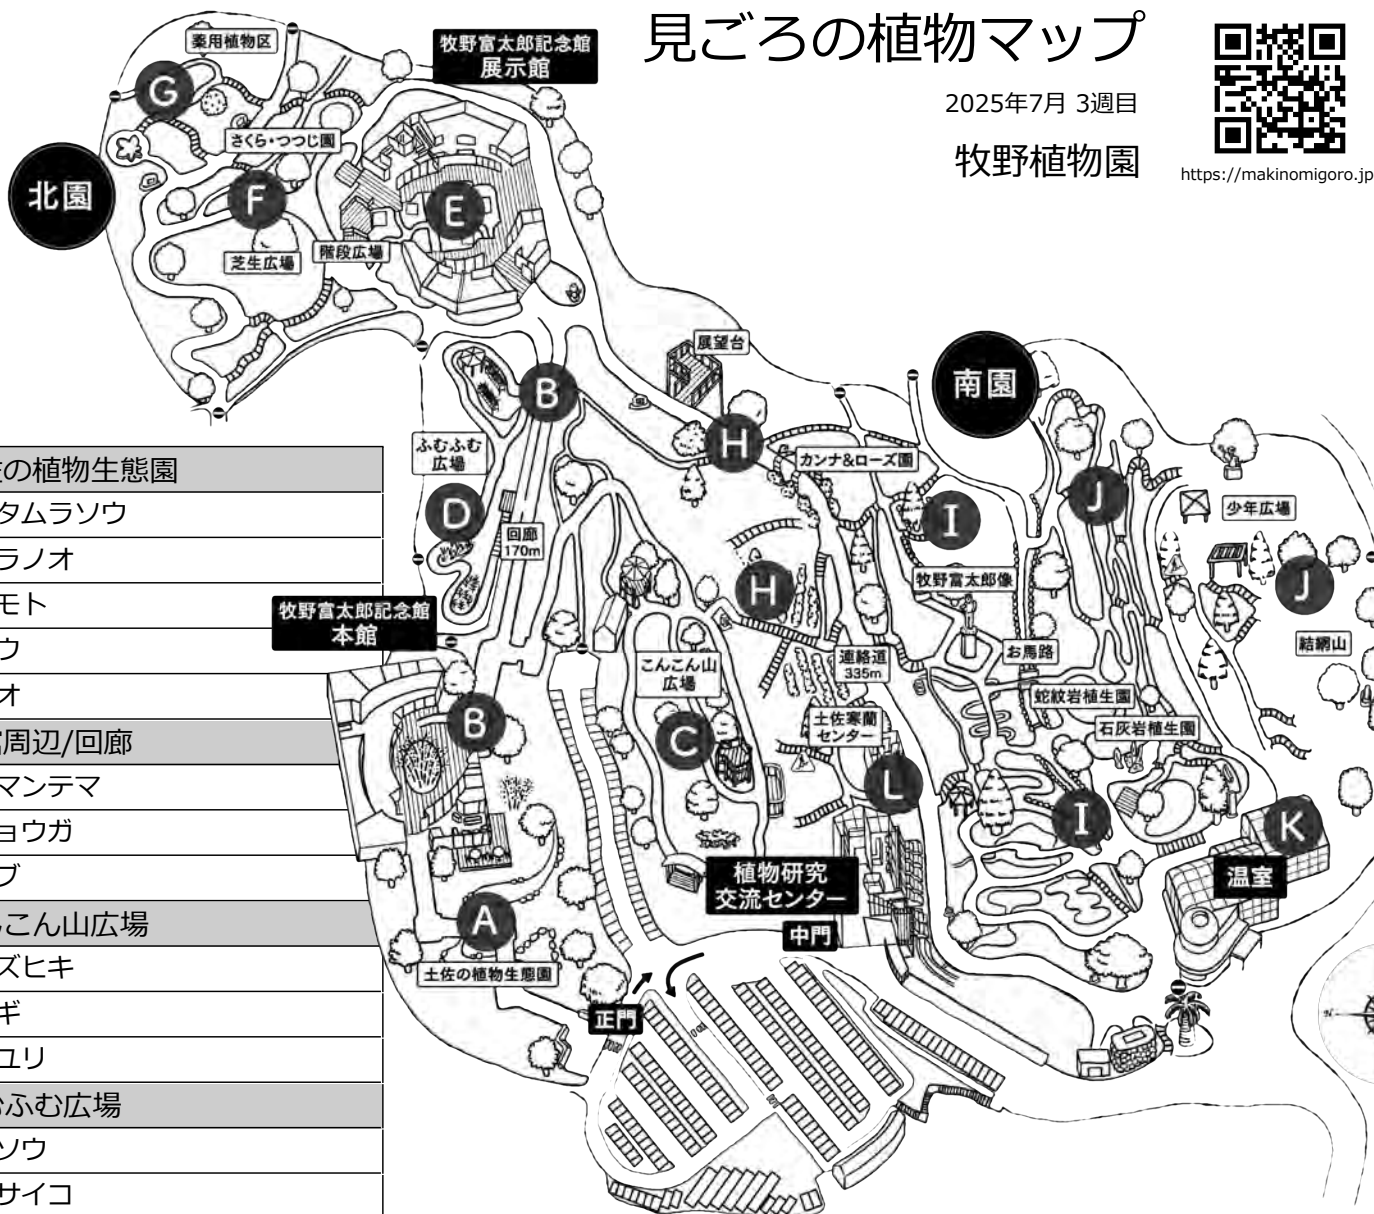 見ごろの植物マップ
2025年7月 3週目
牧野植物園
https://makinomigoro.jp
薬用植物区
牧野富太郎記念館
展示館
G
さくら・つつじ園
北園
F
E
芝生広場
階段広場
展望台
南園
B
H
ふむふむ
広場
カンナ&ローズ園
J
D
I
少年広場
回廊
170m
牧野富太郎像
H
J
牧野富太郎記念館
本館
お馬路
結網山
こんこん山
広場
連絡道
335m
蛇紋岩植生園
B
土佐寒蘭
センター
石灰岩植生園
C
L
I
K
植物研究
交流センター
温室
A
中門
土佐の植物生態園
正門
の植物生態園
タムラソウ
ラノオ
モト
ウ
オ
周辺/回廊
マンテマ
ョウガ
ブ
こん山広場
ズヒキ
ギ
ユリ
ふむ広場
ソウ
サイコ